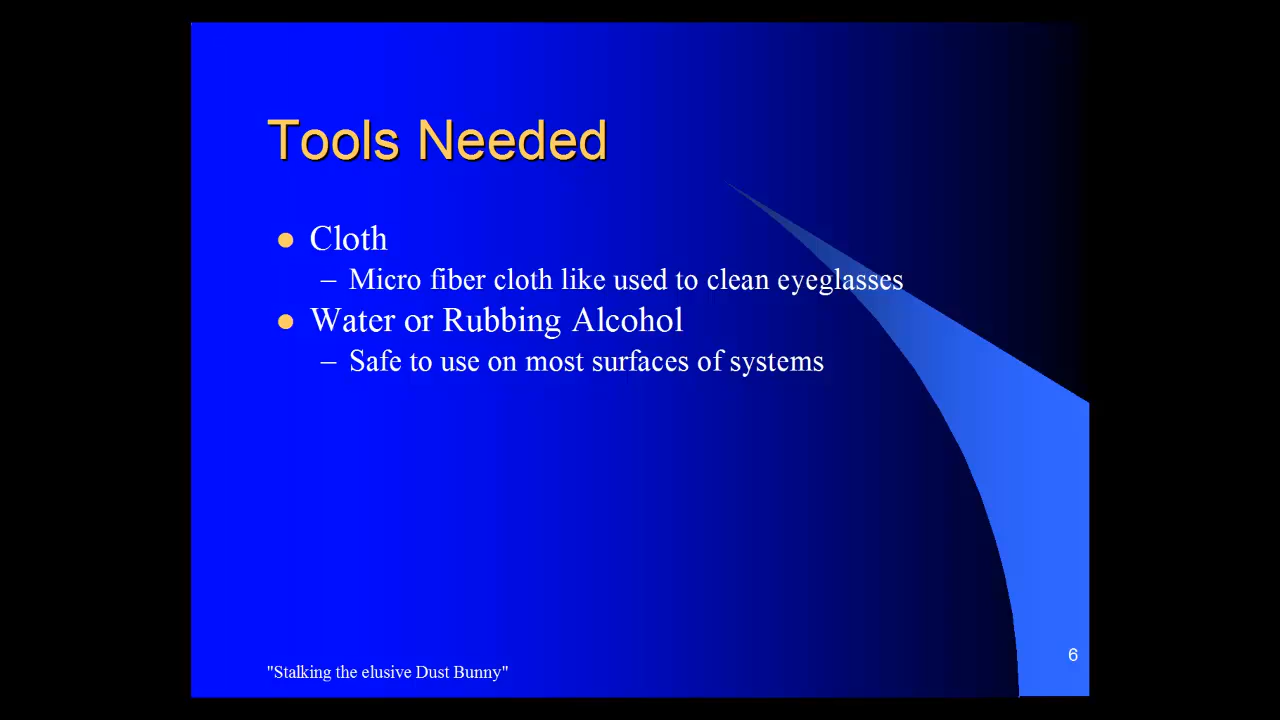 Tools Needed
Cloth
– Micro fiber cloth like used to clean eyeglasses
Water or Rubbing Alcohol
– Safe to use on most surfaces of systems
6
"Stalking the elusive Dust Bunny"